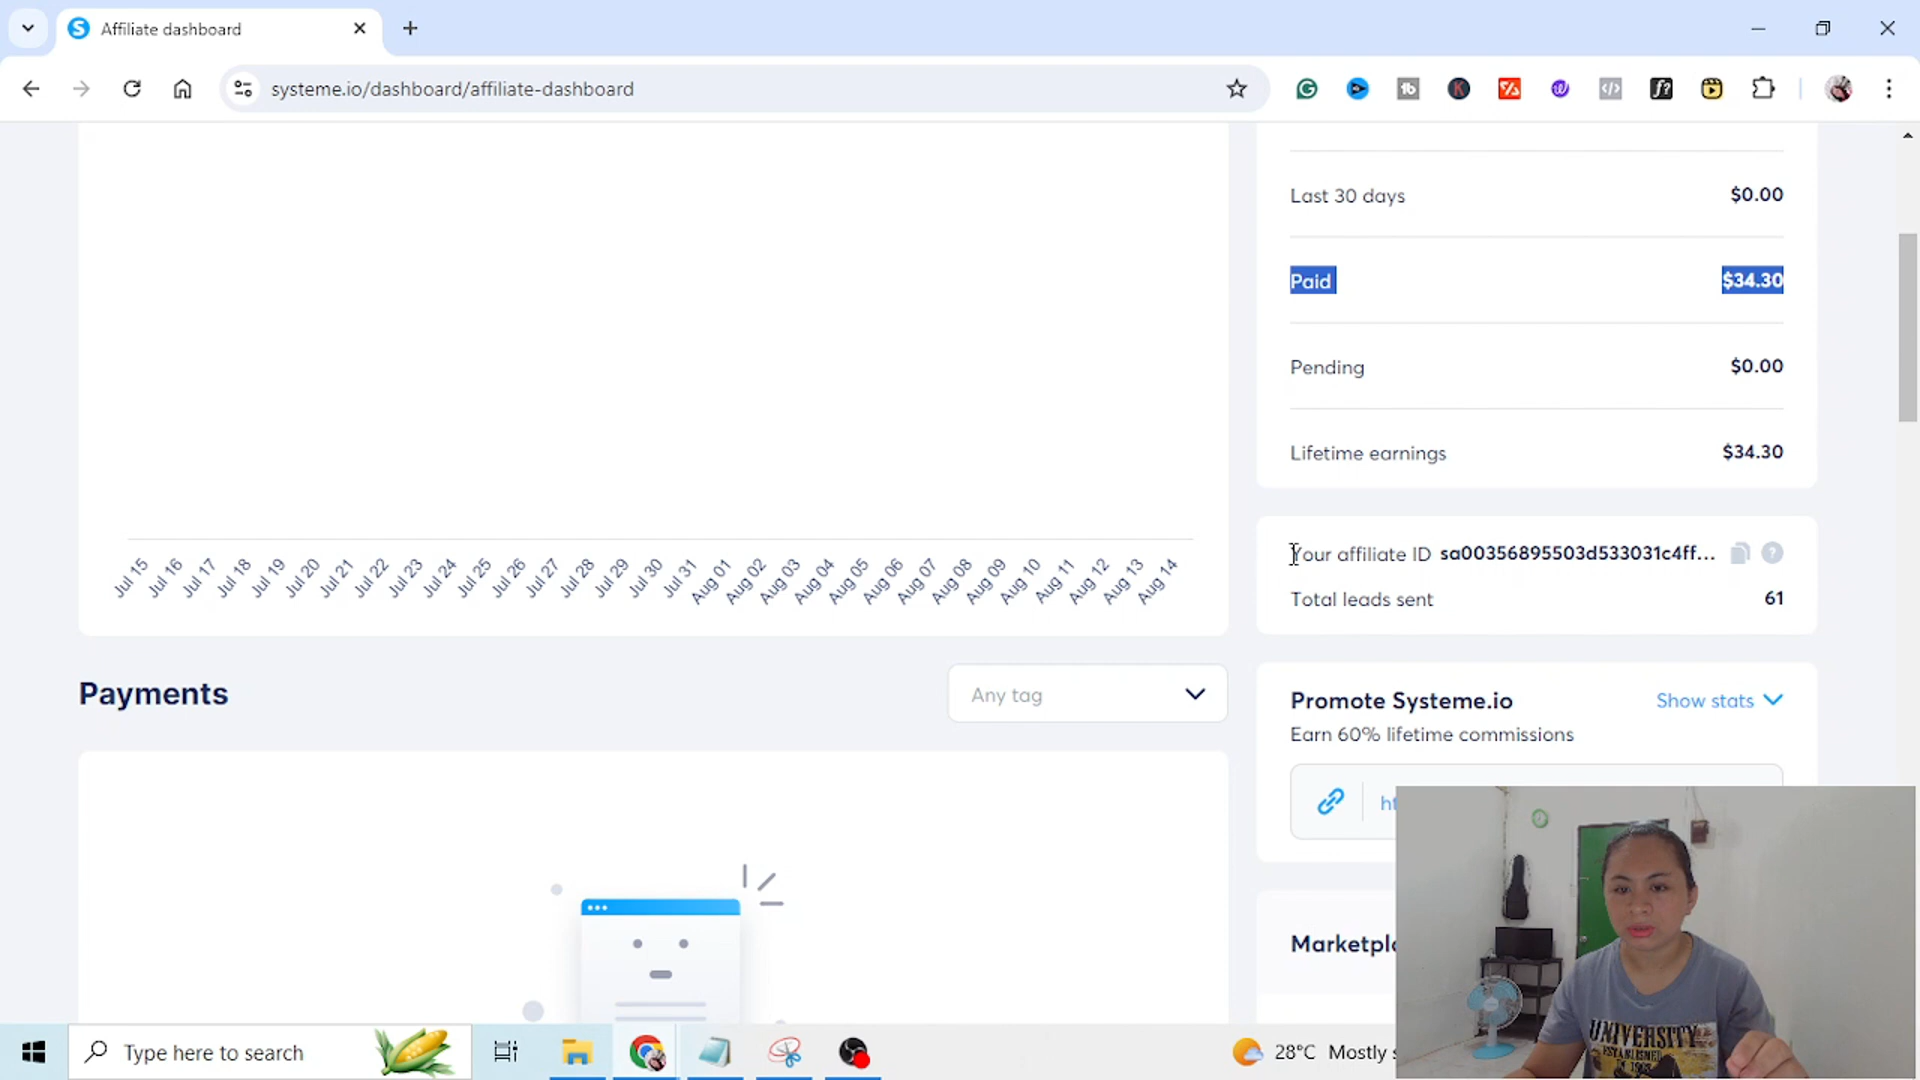 Affiliate dashboard
systeme.io/dashboard/affiliate-dashboard
Last 30 days $0.00
Paid $34.30
Pending $0.00
Lifetime earnings $34.30
Jul 15 Jul 16 Jul 17 Jul 18 Jul 19 Jul 20 Jul 21 Jul 22 Jul 23 Jul 24 Jul 25 Jul 26 Jul 27 Jul 28 Jul 29 Jul 30 Jul 31 Aug 01 Aug 02 Aug 03 Aug 04 Aug 05 Aug 06 Aug 07 Aug 08 Aug 09 Aug 10 Aug 11 Aug 12 Aug 13 Aug 14
Your affiliate ID sa00356895503d533031c4ff...
Total leads sent 61
Payments
Any tag
Promote Systeme.io Show stats
Earn 60% lifetime commissions
ht
Marketpl
Type here to search
28°C Mostly s
UNIVERSITY
ESTABLISHED